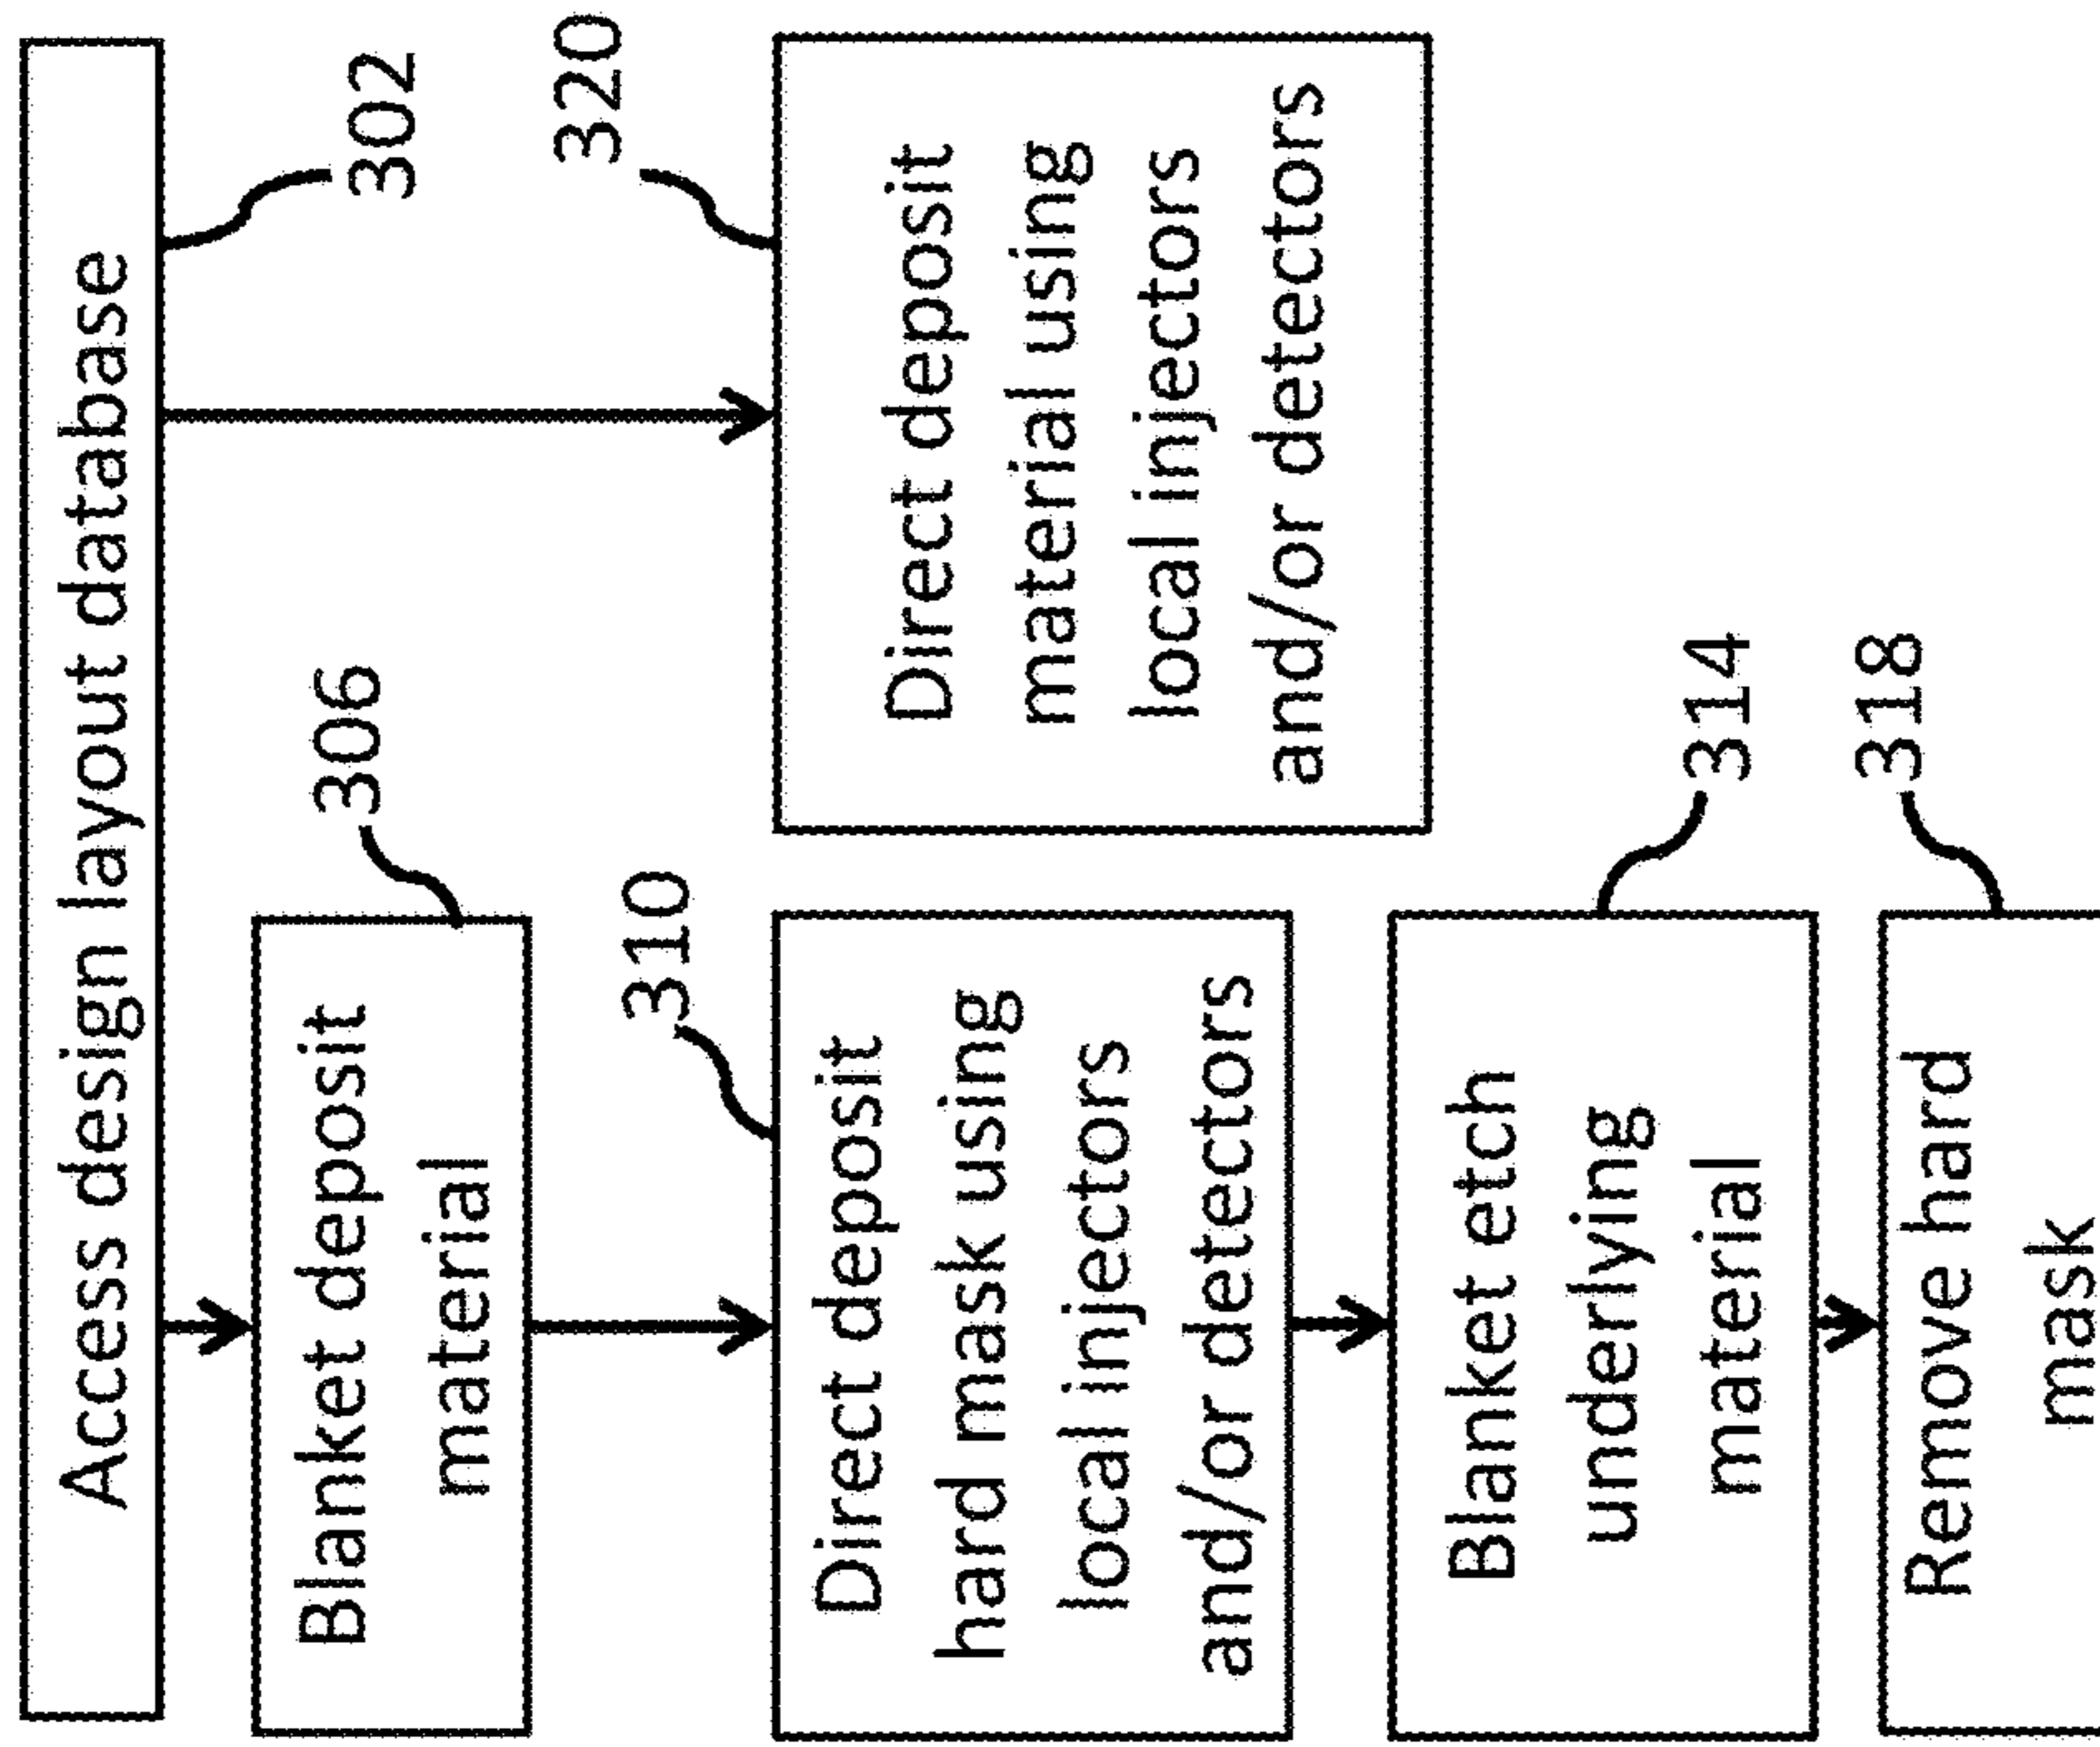 Access design layout database
302
306
Blanket deposit
material
320
310
Direct deposit
hard mask using
local injectors
and/or detectors
Direct deposit
material using
local injectors
and/or detectors
314
Blanket etch
underlying
material
318
Remove hard
mask